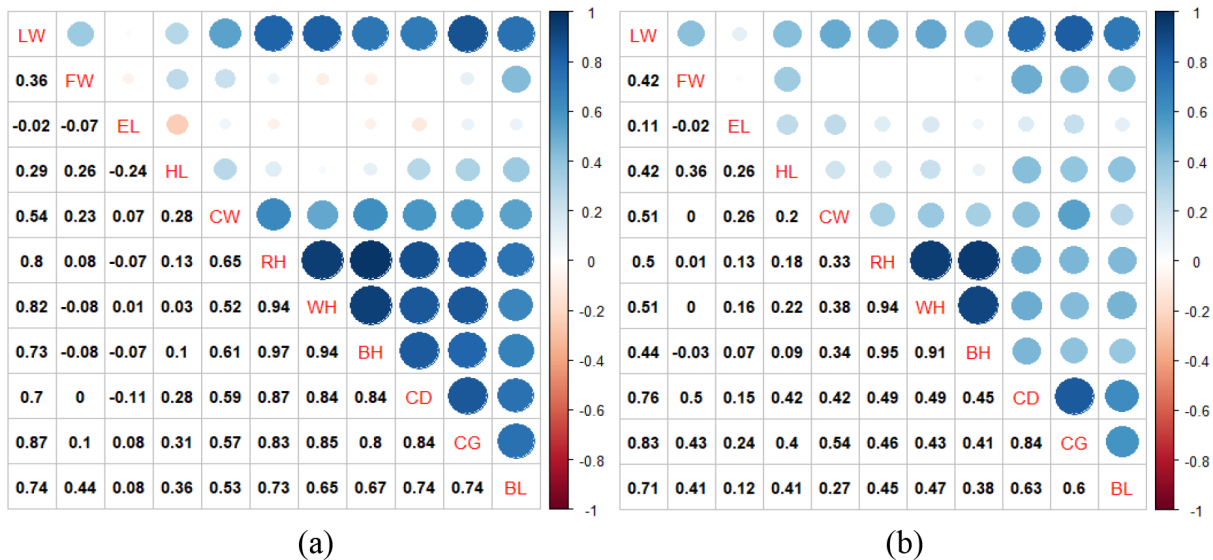 LW
0.36 FW
-0.02 -0.07 EL
0.29 0.26 -0.24 HL
0.54 0.23 0.07 0.28 CW
0.8 0.08 -0.07 0.13 0.65 RH
0.82 -0.08 0.01 0.03 0.52 0.94 WH
0.73 -0.08 -0.07 0.1 0.61 0.97 0.94 BH
0.7 0 -0.11 0.28 0.59 0.87 0.84 0.84 CD
0.87 0.1 0.08 0.31 0.57 0.83 0.85 0.8 0.84 CG
0.74 0.44 0.08 0.36 0.53 0.73 0.65 0.67 0.74 0.74 BL
1
0.8
0.6
0.4
0.2
0
-0.2
-0.4
-0.6
-0.8
-1
(a)
LW
0.42 FW
0.11 -0.02 EL
0.42 0.36 0.26 HL
0.51 0 0.26 0.2 CW
0.5 0.01 0.13 0.18 0.33 RH
0.51 0 0.16 0.22 0.38 0.94 WH
0.44 -0.03 0.07 0.09 0.34 0.95 0.91 BH
0.76 0.5 0.15 0.42 0.42 0.49 0.49 0.45 CD
0.83 0.43 0.24 0.4 0.54 0.46 0.43 0.41 0.84 CG
0.71 0.41 0.12 0.41 0.27 0.45 0.47 0.38 0.63 0.6 BL
1
0.8
0.6
0.4
0.2
0
-0.2
-0.4
-0.6
-0.8
-1
(b)